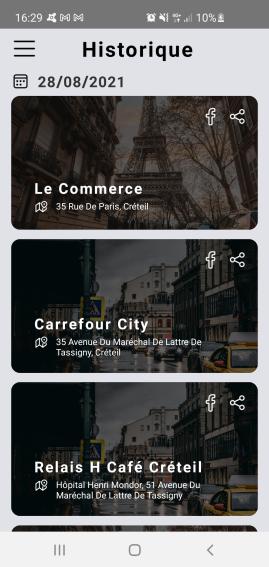 16:29 10%
Historique
28/08/2021
Le Commerce
35 Rue De Paris, Créteil
Carrefour City
35 Avenue Du Maréchal De Lattre De
Tassigny, Créteil
Relais H Café Créteil
Hôpital Henri Mondor, 51 Avenue Du
Maréchal De Lattre De Tassigny